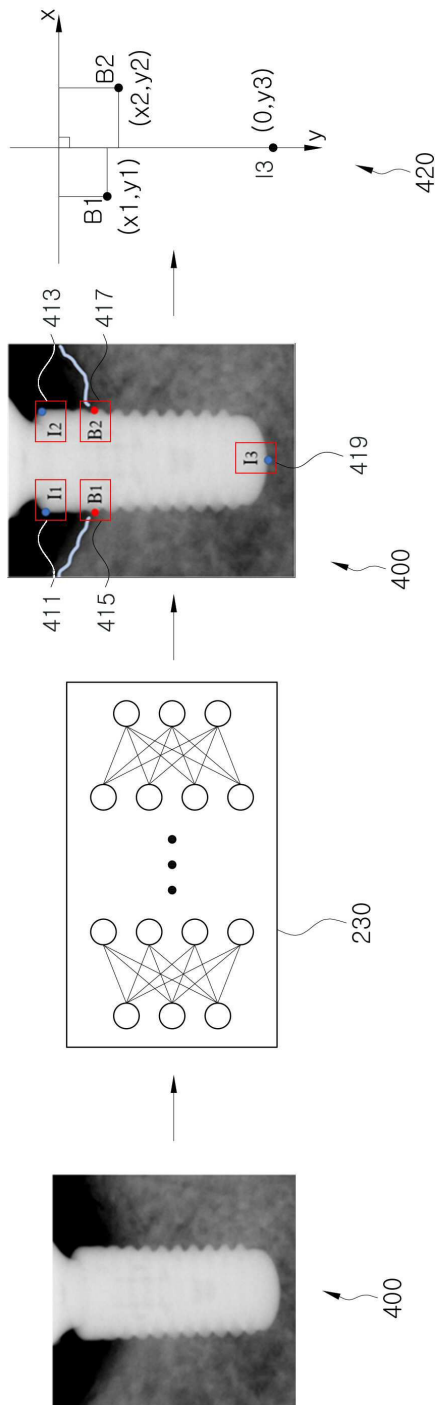 400
230
411
413
I1
I2
B1
B2
I3
415
417
419
400
x
B1
(x1,y1)
B2
(x2,y2)
I3
(0,y3)
y
420